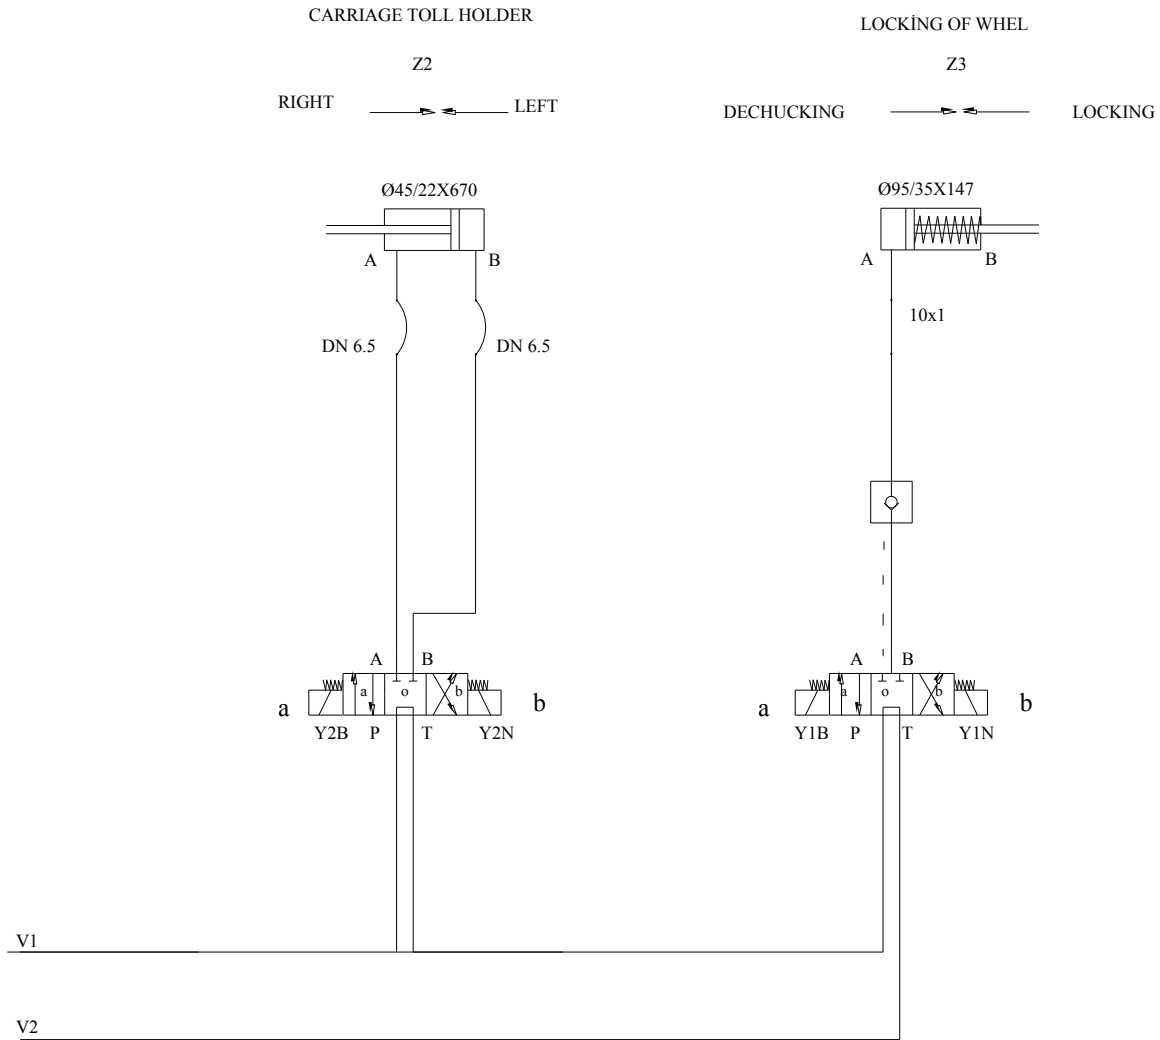 CARRIAGE TOLL HOLDER
LOCKİNG OF WHEL
Z2
Z3
RIGHT
LEFT
DECHUCKING
LOCKING
Ø45/22X670
Ø95/35X147
A
B
A
B
10x1
DN 6.5
DN 6.5
A
B
A
B
a
o
b
a
o
b
a
b
a
b
Y2B
P
T
Y2N
Y1B
P
T
Y1N
V1
V2